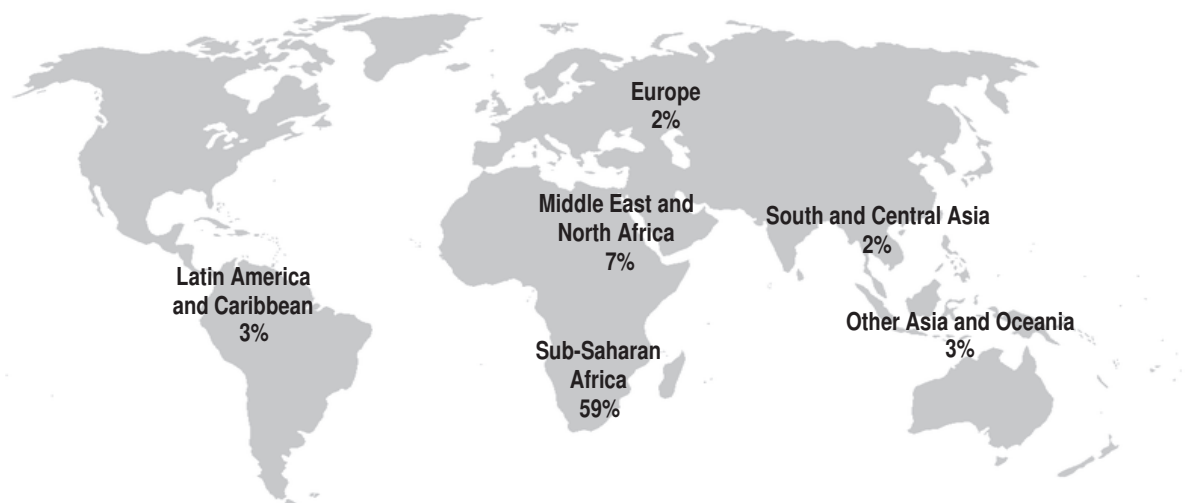 Europe
2%
Middle East and
North Africa
7%
South and Central Asia
2%
Latin America
and Caribbean
3%
Other Asia and Oceania
3%
Sub-Saharan
Africa
59%